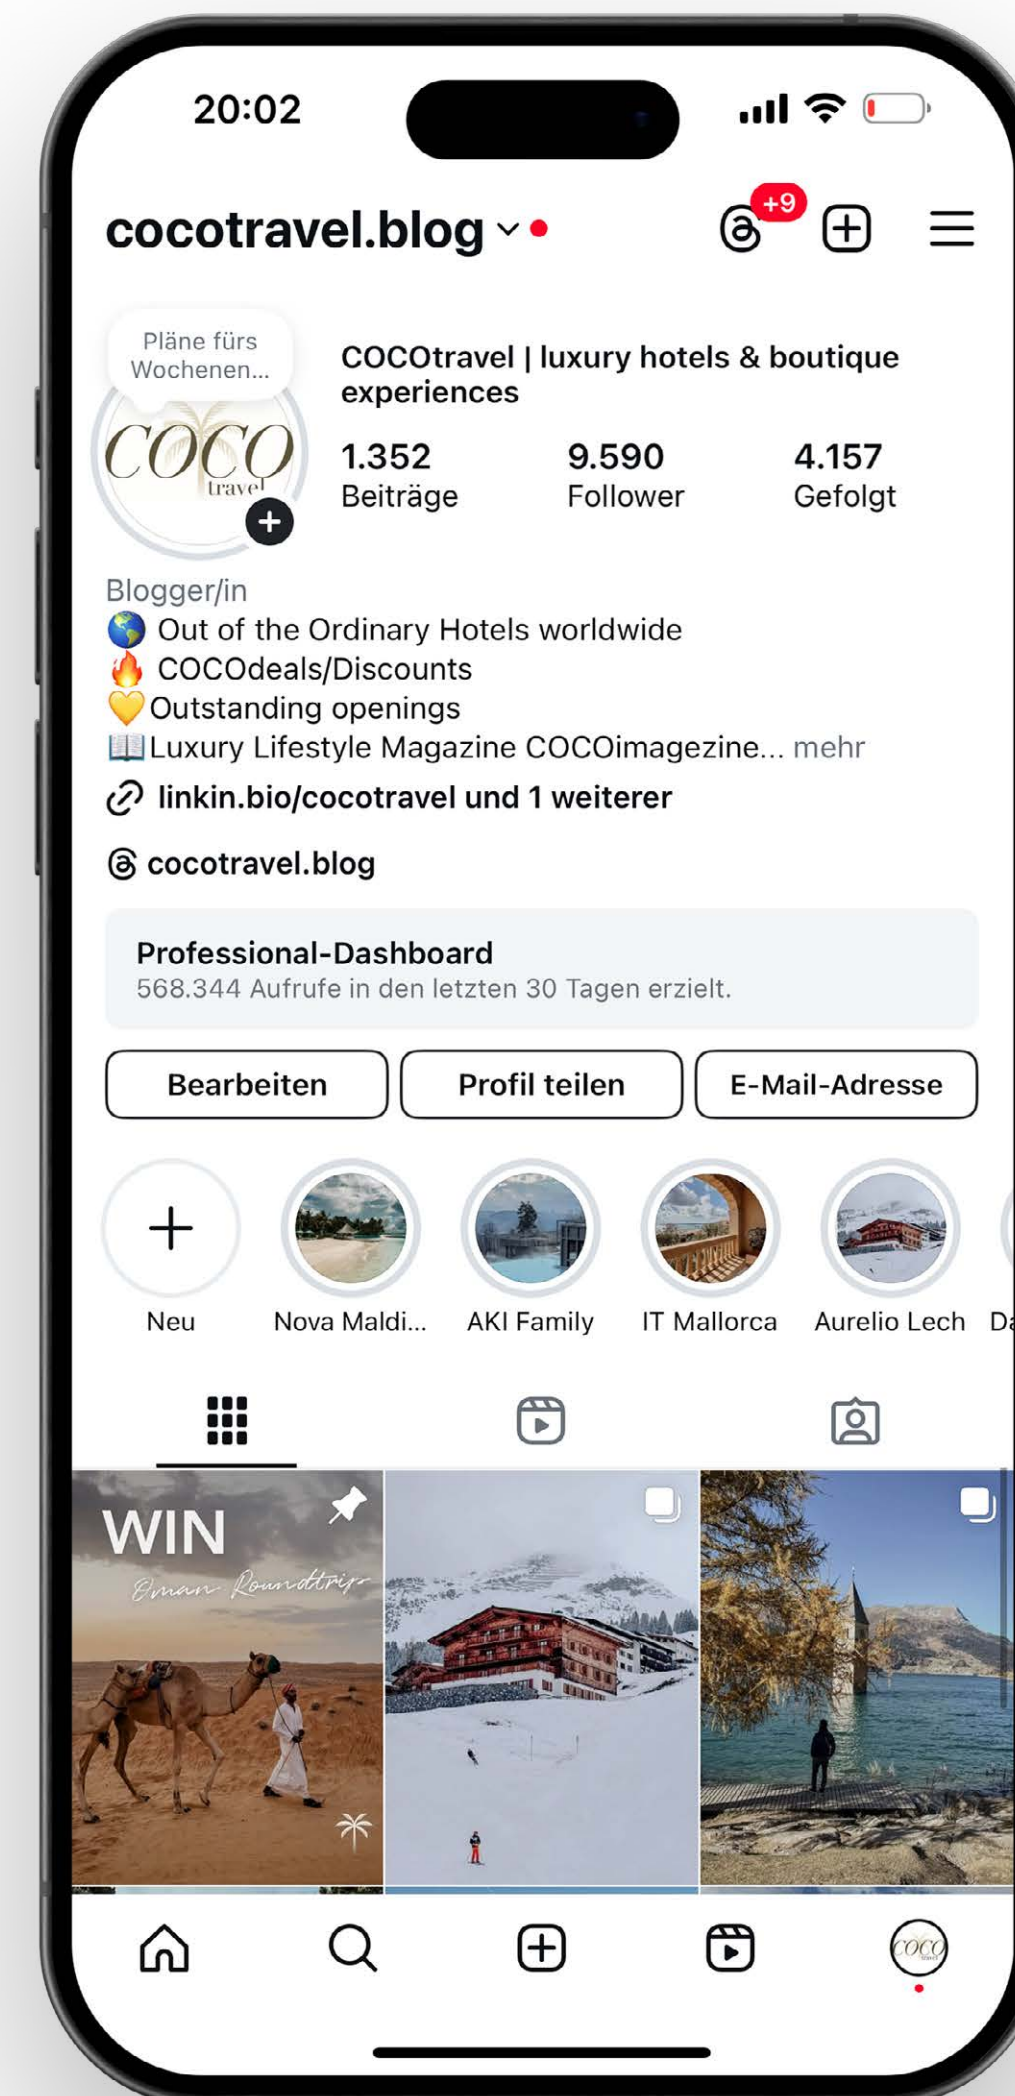 20:02
cocotravel.blog
+9
Pläne fürs
Wochenen...
COCOtravel | luxury hotels & boutique
experiences
COCO
travel
1.352
9.590
4.157
Beiträge
Follower
Gefolgt
Blogger/in
🌎 Out of the Ordinary Hotels worldwide
🔥 COCOdeals/Discounts
💛Outstanding openings
📖Luxury Lifestyle Magazine COCOimagezine... mehr
linkin.bio/cocotravel und 1 weiterer
cocotravel.blog
Professional-Dashboard
568.344 Aufrufe in den letzten 30 Tagen erzielt.
Bearbeiten
Profil teilen
E-Mail-Adresse
Neu
Nova Maldi...
AKI Family
IT Mallorca
Aurelio Lech
Da
WIN
Oman Roundtrip
COCO
travel